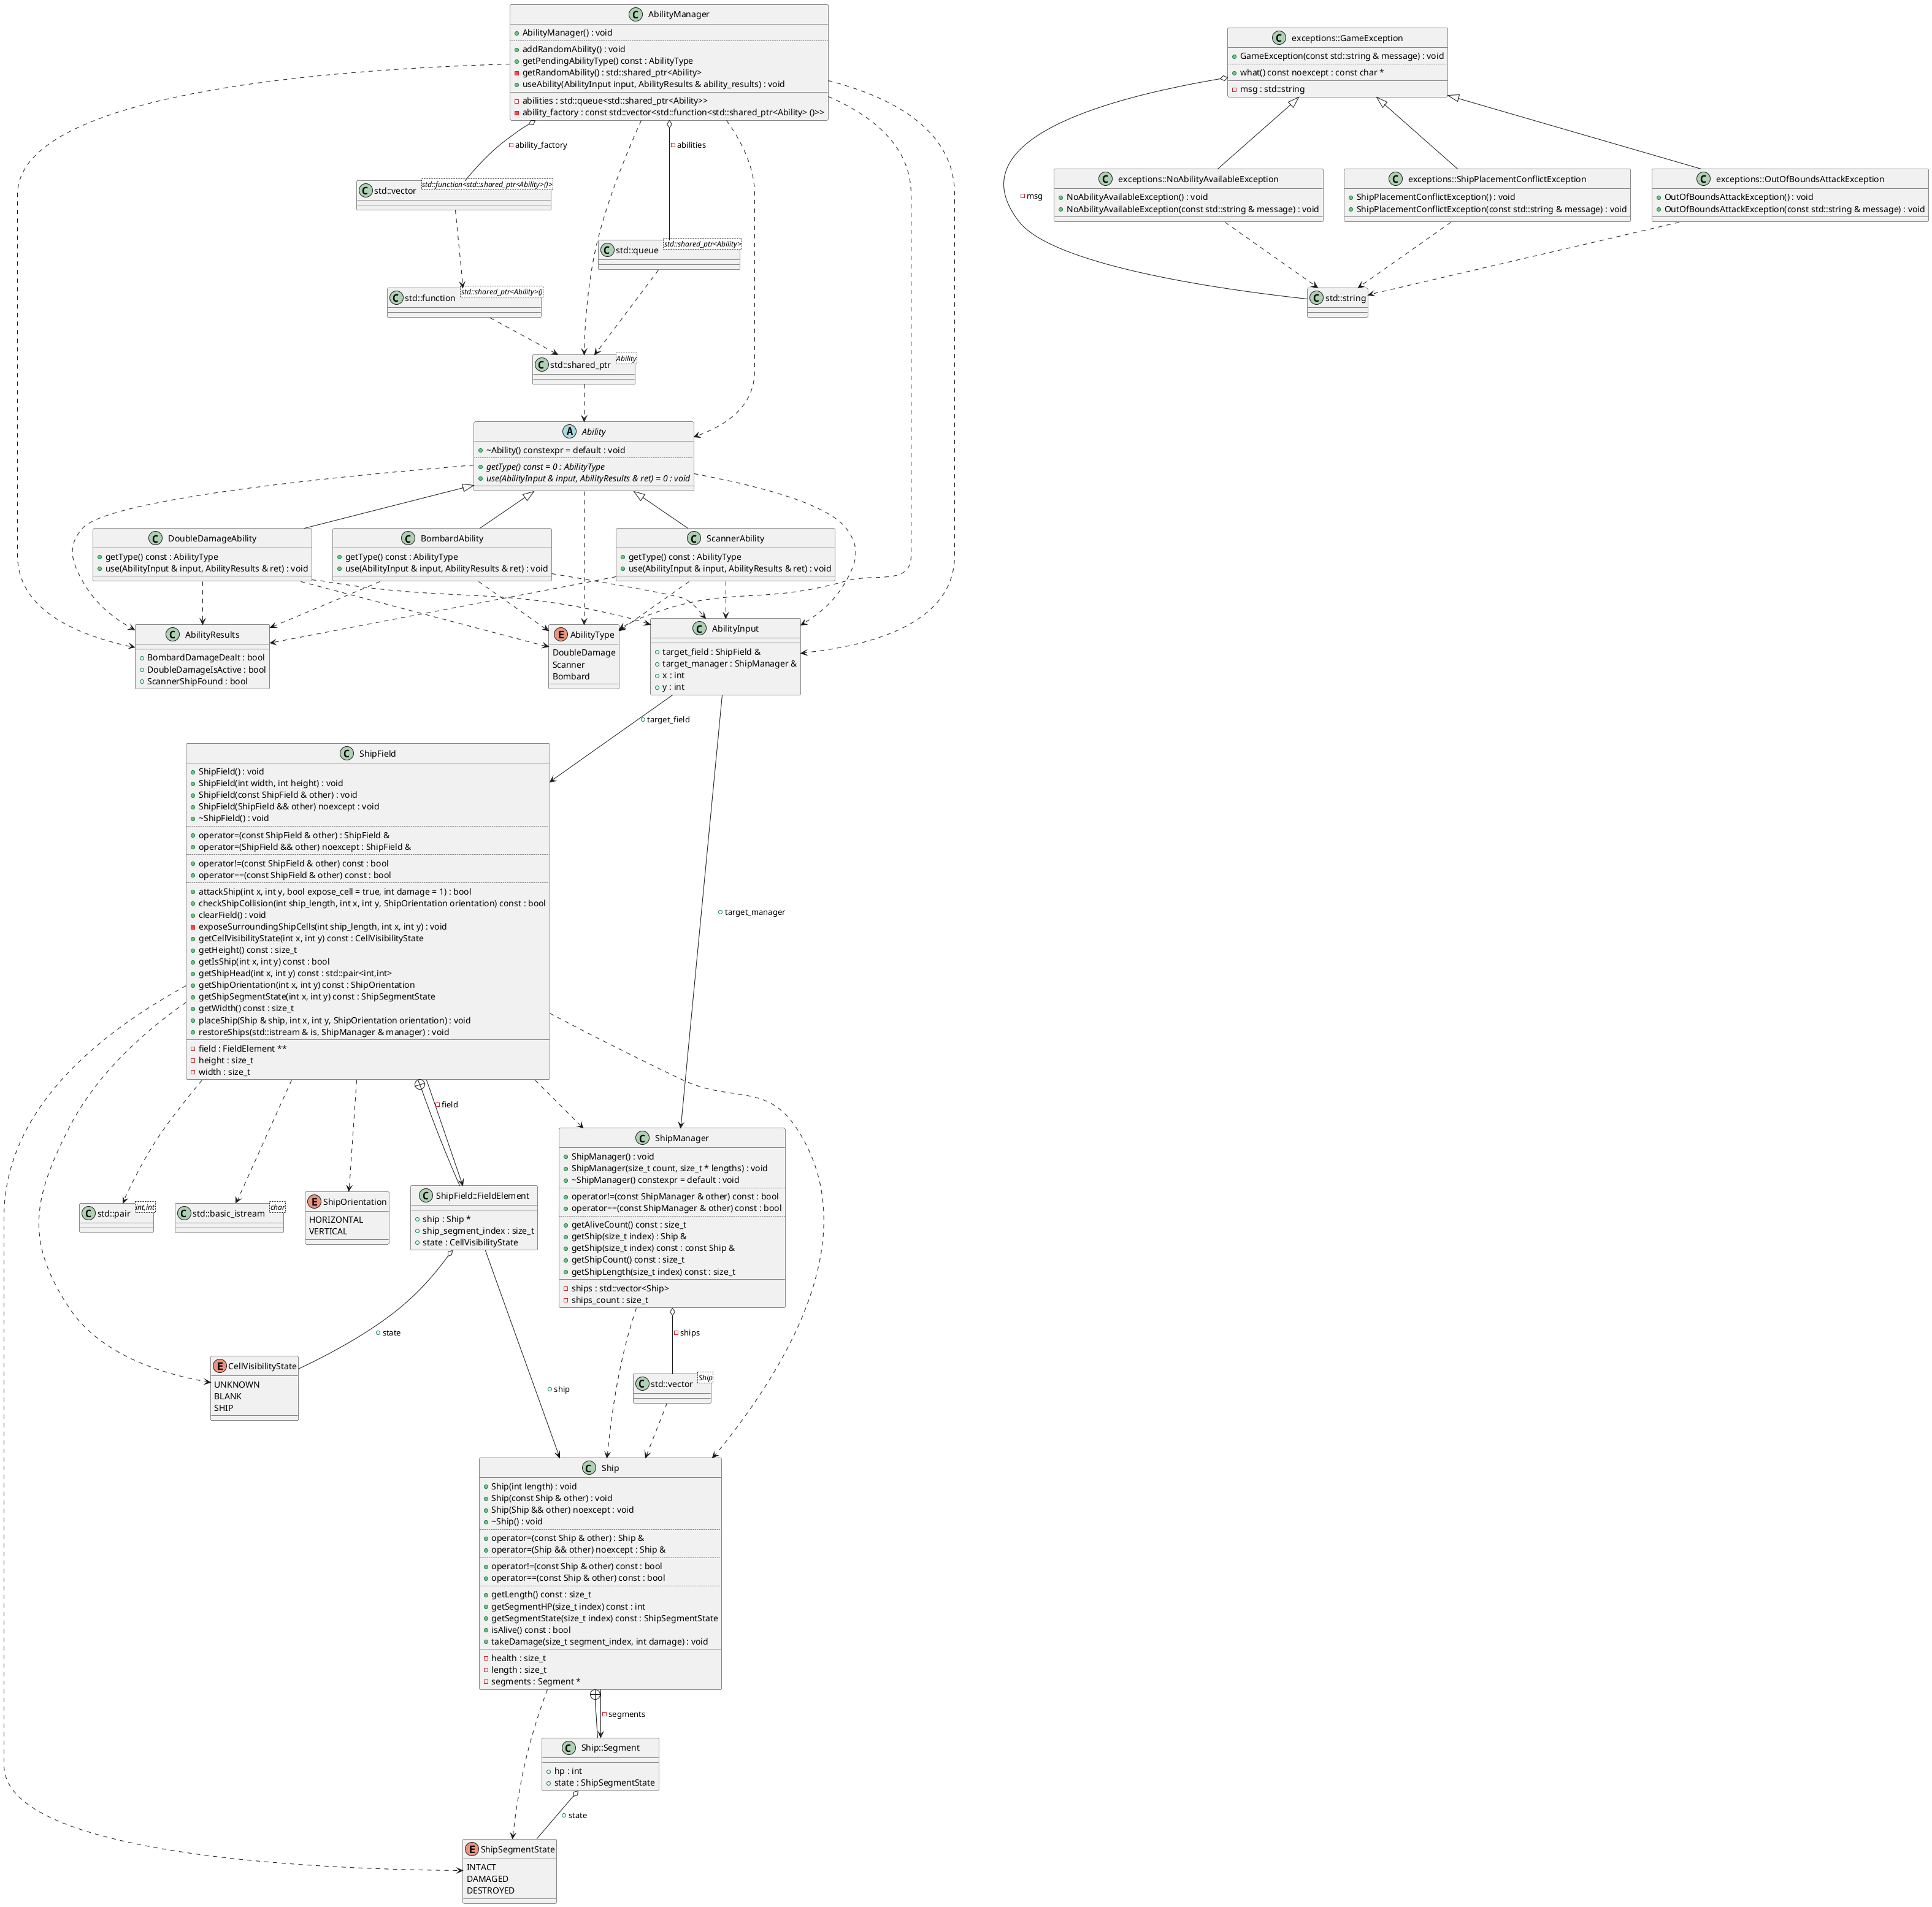 AbilityManager
AbilityManager() : void
addRandomAbility() : void
getPendingAbilityType() const : AbilityType
getRandomAbility() : std::shared_ptr<Ability>
useAbility(AbilityInput input, AbilityResults & ability_results) : void
abilities : std::queue<std::shared_ptr<Ability>>
ability_factory : const std::vector<std::function<std::shared_ptr<Ability> ()>>
exceptions::GameException
GameException(const std::string & message) : void
what() const noexcept : const char *
msg : std::string
ability_factory
abilities
std::vector
std::function<std::shared_ptr<Ability>()>
msg
exceptions::NoAbilityAvailableException
NoAbilityAvailableException() : void
NoAbilityAvailableException(const std::string & message) : void
exceptions::ShipPlacementConflictException
ShipPlacementConflictException() : void
ShipPlacementConflictException(const std::string & message) : void
exceptions::OutOfBoundsAttackException
OutOfBoundsAttackException() : void
OutOfBoundsAttackException(const std::string & message) : void
std::queue
std::shared_ptr<Ability>
std::function
std::shared_ptr<Ability>()
std::string
std::shared_ptr
Ability
Ability
~Ability() constexpr = default : void
getType() const = 0 : AbilityType
use(AbilityInput & input, AbilityResults & ret) = 0 : void
DoubleDamageAbility
getType() const : AbilityType
use(AbilityInput & input, AbilityResults & ret) : void
BombardAbility
getType() const : AbilityType
use(AbilityInput & input, AbilityResults & ret) : void
ScannerAbility
getType() const : AbilityType
use(AbilityInput & input, AbilityResults & ret) : void
AbilityResults
BombardDamageDealt : bool
DoubleDamageIsActive : bool
ScannerShipFound : bool
AbilityType
DoubleDamage
Scanner
Bombard
AbilityInput
target_field : ShipField &
target_manager : ShipManager &
x : int
y : int
target_field
target_manager
ShipField
ShipField() : void
ShipField(int width, int height) : void
ShipField(const ShipField & other) : void
ShipField(ShipField && other) noexcept : void
~ShipField() : void
operator=(const ShipField & other) : ShipField &
operator=(ShipField && other) noexcept : ShipField &
operator!=(const ShipField & other) const : bool
operator==(const ShipField & other) const : bool
attackShip(int x, int y, bool expose_cell = true, int damage = 1) : bool
checkShipCollision(int ship_length, int x, int y, ShipOrientation orientation) const : bool
clearField() : void
exposeSurroundingShipCells(int ship_length, int x, int y) : void
getCellVisibilityState(int x, int y) const : CellVisibilityState
getHeight() const : size_t
getIsShip(int x, int y) const : bool
getShipHead(int x, int y) const : std::pair<int,int>
getShipOrientation(int x, int y) const : ShipOrientation
getShipSegmentState(int x, int y) const : ShipSegmentState
getWidth() const : size_t
placeShip(Ship & ship, int x, int y, ShipOrientation orientation) : void
restoreShips(std::istream & is, ShipManager & manager) : void
field : FieldElement **
height : size_t
width : size_t
field
std::pair
int,int
std::basic_istream
char
ShipOrientation
HORIZONTAL
VERTICAL
ShipField::FieldElement
ship : Ship *
ship_segment_index : size_t
state : CellVisibilityState
ShipManager
ShipManager() : void
ShipManager(size_t count, size_t * lengths) : void
~ShipManager() constexpr = default : void
operator!=(const ShipManager & other) const : bool
operator==(const ShipManager & other) const : bool
getAliveCount() const : size_t
getShip(size_t index) : Ship &
getShip(size_t index) const : const Ship &
getShipCount() const : size_t
getShipLength(size_t index) const : size_t
ships : std::vector<Ship>
ships_count : size_t
state
ships
CellVisibilityState
UNKNOWN
BLANK
SHIP
ship
std::vector
Ship
Ship
Ship(int length) : void
Ship(const Ship & other) : void
Ship(Ship && other) noexcept : void
~Ship() : void
operator=(const Ship & other) : Ship &
operator=(Ship && other) noexcept : Ship &
operator!=(const Ship & other) const : bool
operator==(const Ship & other) const : bool
getLength() const : size_t
getSegmentHP(size_t index) const : int
getSegmentState(size_t index) const : ShipSegmentState
isAlive() const : bool
takeDamage(size_t segment_index, int damage) : void
health : size_t
length : size_t
segments : Segment *
segments
Ship::Segment
hp : int
state : ShipSegmentState
state
ShipSegmentState
INTACT
DAMAGED
DESTROYED